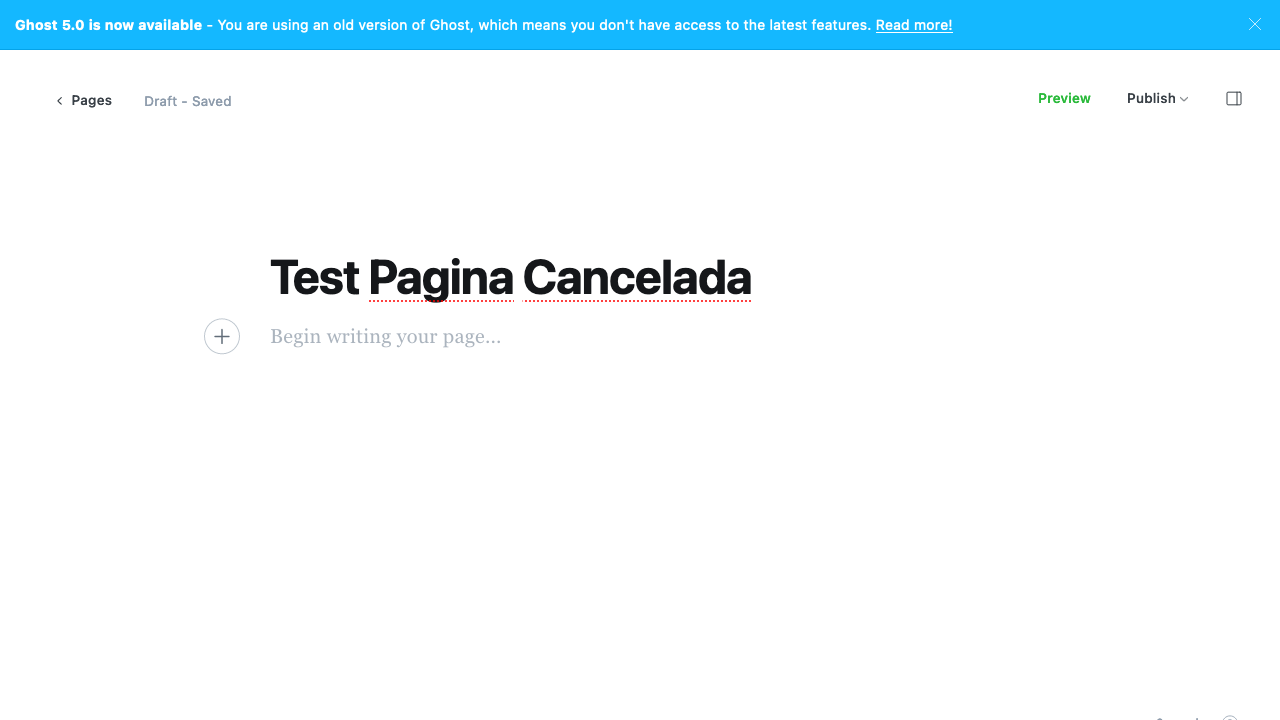 Ghost 5.0 is now available - You are using an old version of Ghost, which means you don't have access to the latest features. Read more!
Pages
Draft - Saved
Preview
Publish
Test Pagina Cancelada
Begin writing your page...